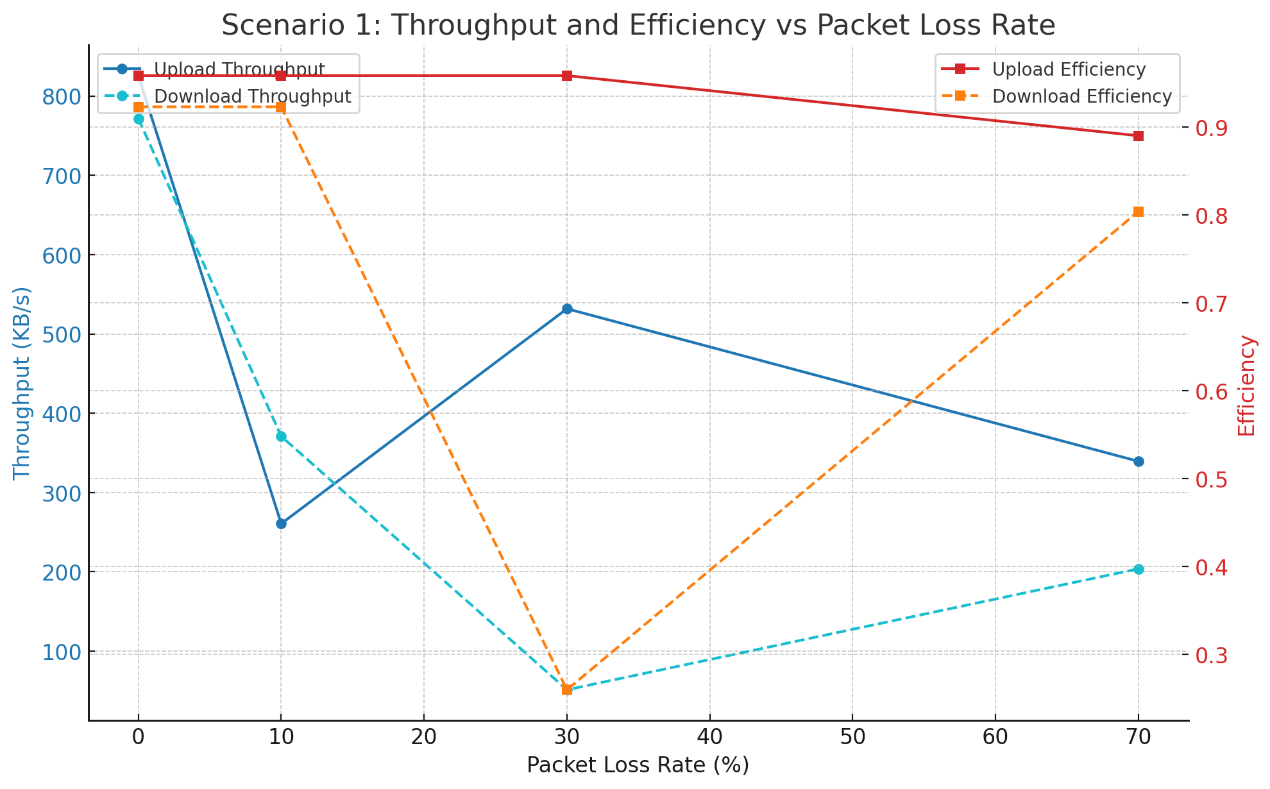 Scenario 1: Throughput and Efficiency vs Packet Loss Rate
Upload Throughput
Download Throughput
Upload Efficiency
Download Efficiency
Throughput (KB/s)
800
700
600
500
400
300
200
100
0.9
0.8
0.7
0.6
0.5
0.4
0.3
Efficiency
0 10 20 30 40 50 60 70
Packet Loss Rate (%)